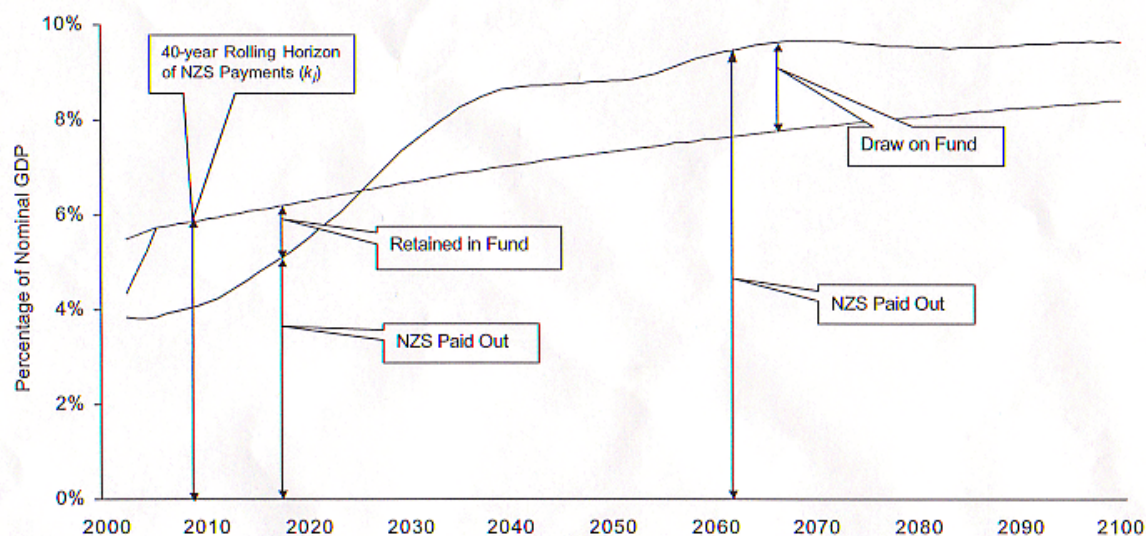 10%
8%
6%
4%
2%
0%
Percentage of Nominal GDP
40-year Rolling Horizon
of NZS Payments (kj)
Retained in Fund
NZS Paid Out
Draw on Fund
NZS Paid Out
2000 2010 2020 2030 2040 2050 2060 2070 2080 2090 2100